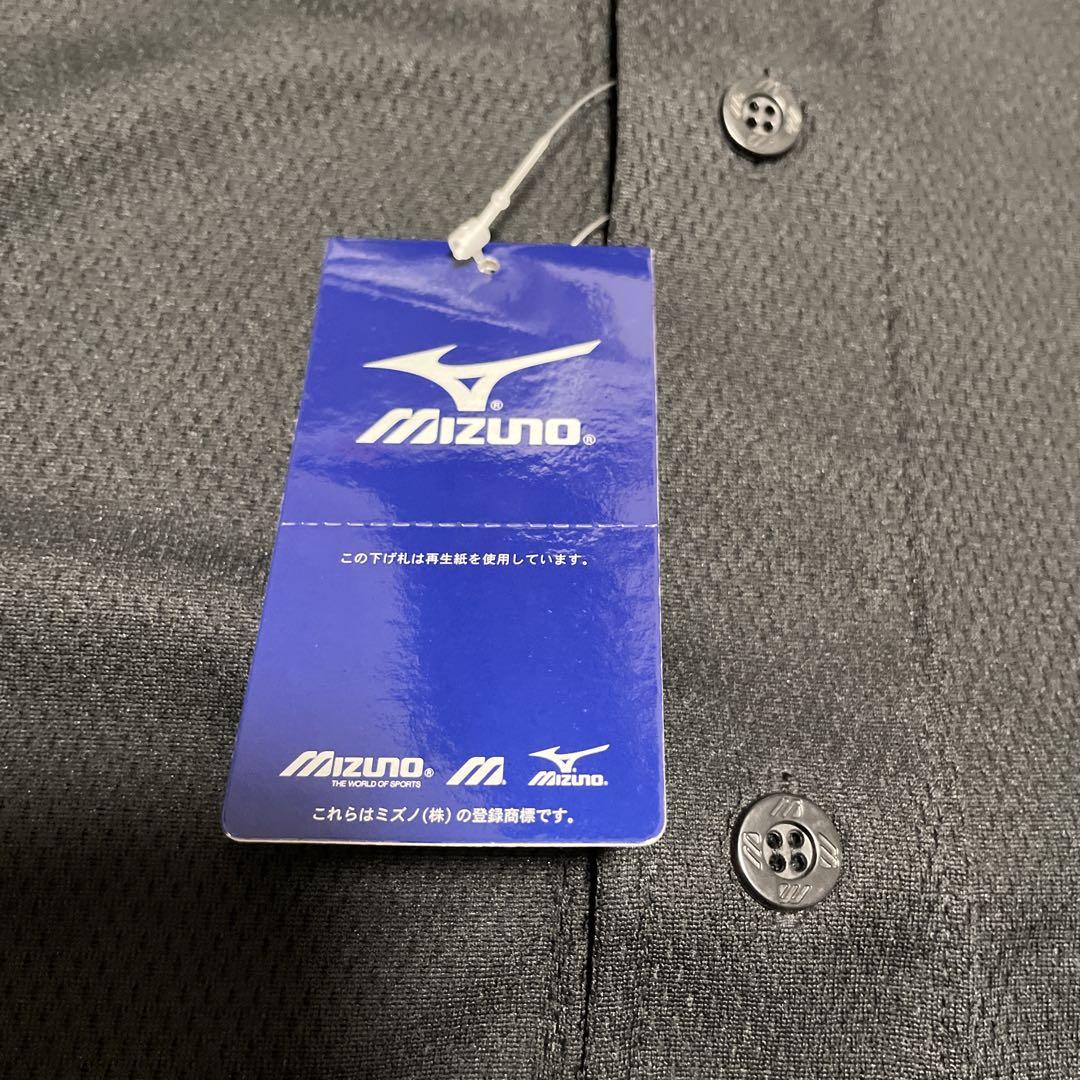 MIZUNO®
この下げ札は再生紙を使用しています。
MIZUNO® M® MIZUNO®
THE WORLD OF SPORTS
これらはミズノ(株)の登録商標です。